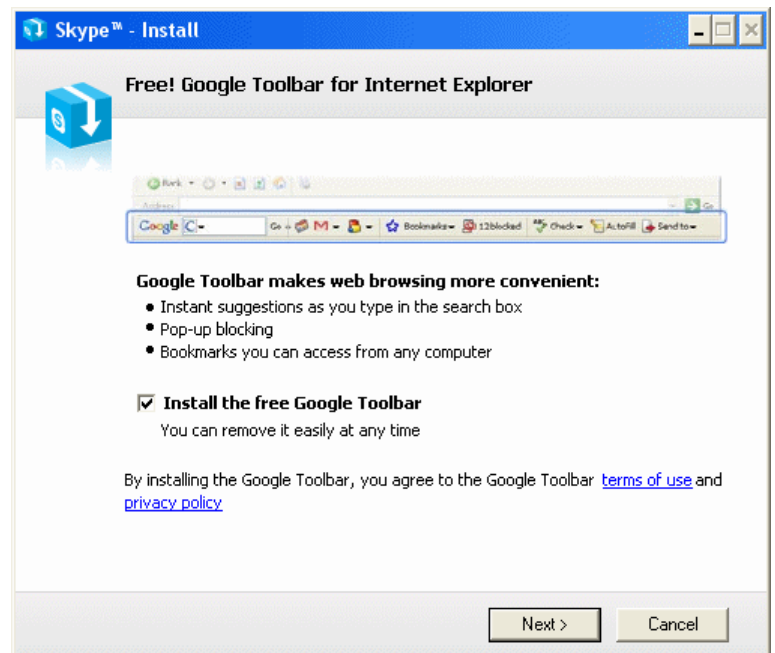 Skype™ - Install
Free! Google Toolbar for Internet Explorer
Back
Address Go
Google C Go Bookmarks 12blocked Check AutoFill Send to
Google Toolbar makes web browsing more convenient:
Instant suggestions as you type in the search box
Pop-up blocking
Bookmarks you can access from any computer
Install the free Google Toolbar
You can remove it easily at any time
By installing the Google Toolbar, you agree to the Google Toolbar terms of use and
privacy policy
Next > Cancel